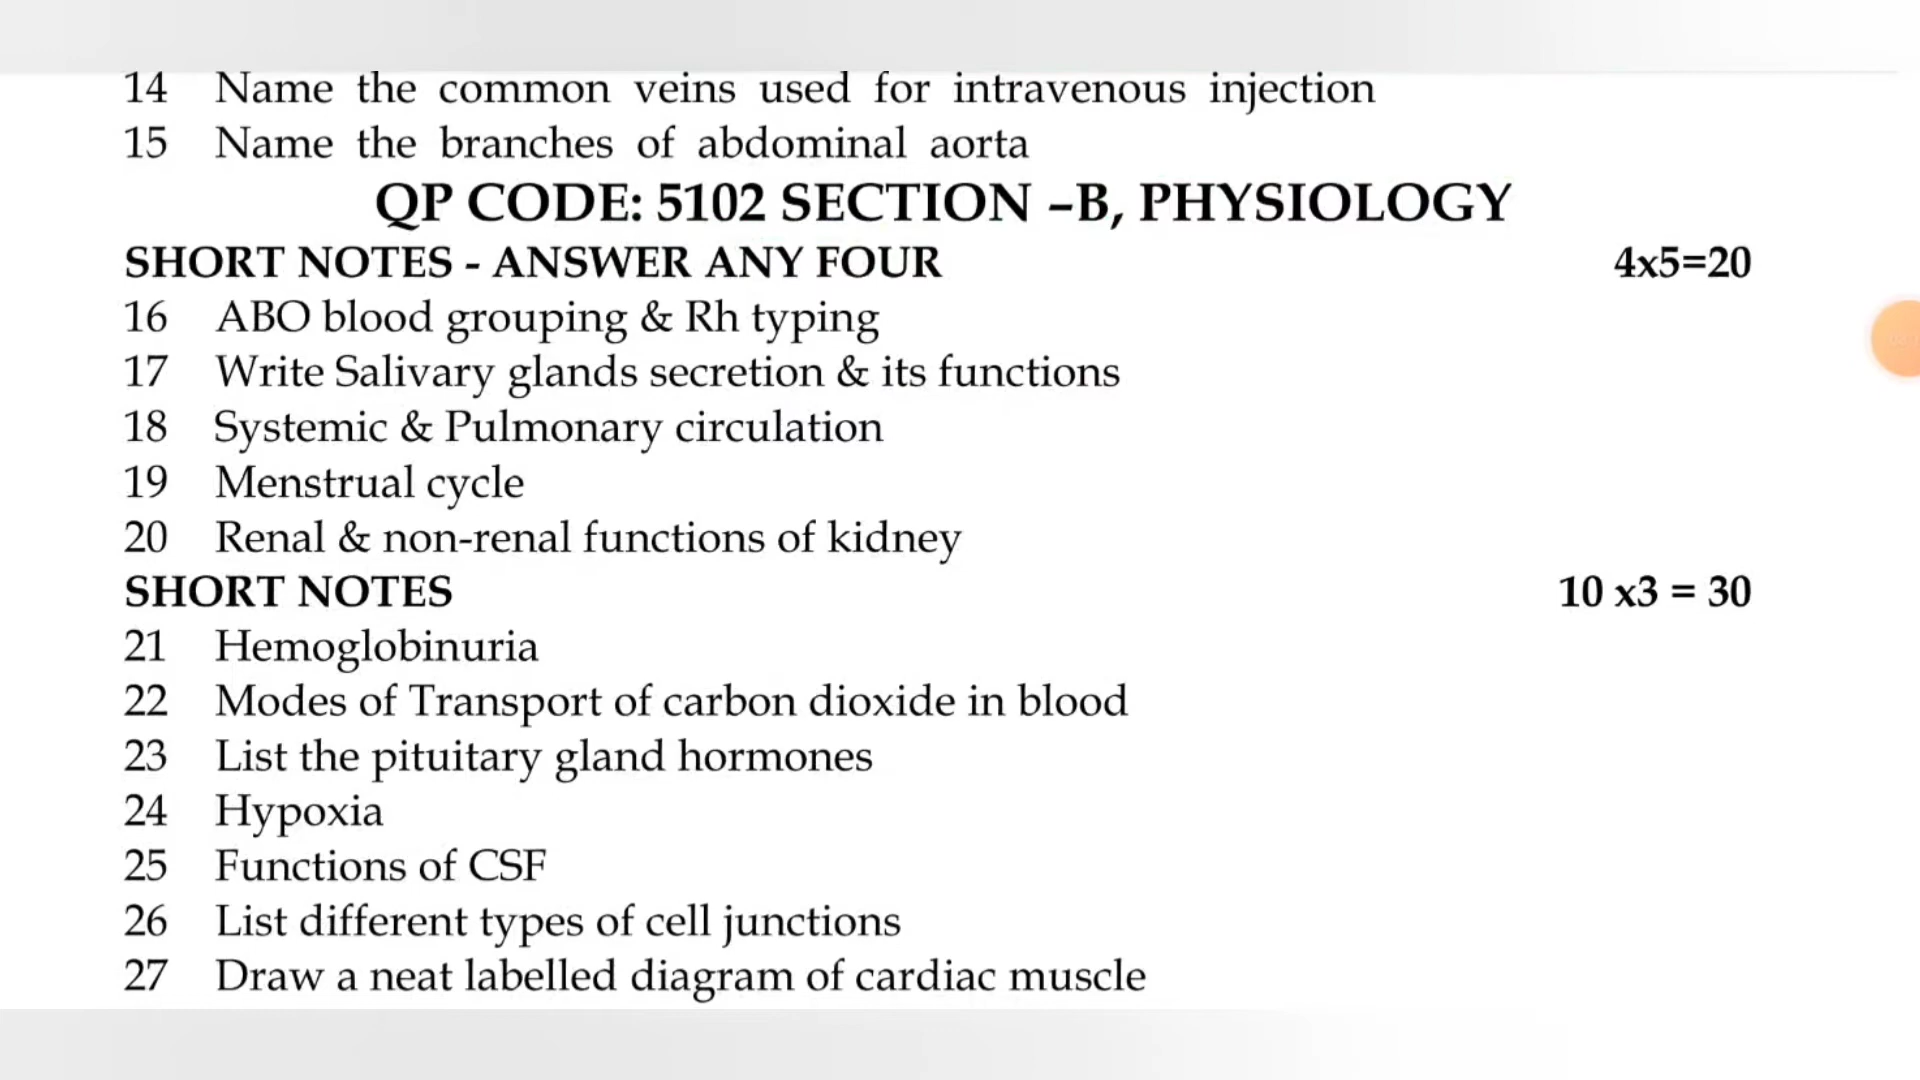 14 Name the common veins used for intravenous injection
15 Name the branches of abdominal aorta
QP CODE: 5102 SECTION –B, PHYSIOLOGY
SHORT NOTES - ANSWER ANY FOUR 4x5=20
16 ABO blood grouping & Rh typing
17 Write Salivary glands secretion & its functions
18 Systemic & Pulmonary circulation
19 Menstrual cycle
20 Renal & non-renal functions of kidney
SHORT NOTES 10 x3 = 30
21 Hemoglobinuria
22 Modes of Transport of carbon dioxide in blood
23 List the pituitary gland hormones
24 Hypoxia
25 Functions of CSF
26 List different types of cell junctions
27 Draw a neat labelled diagram of cardiac muscle